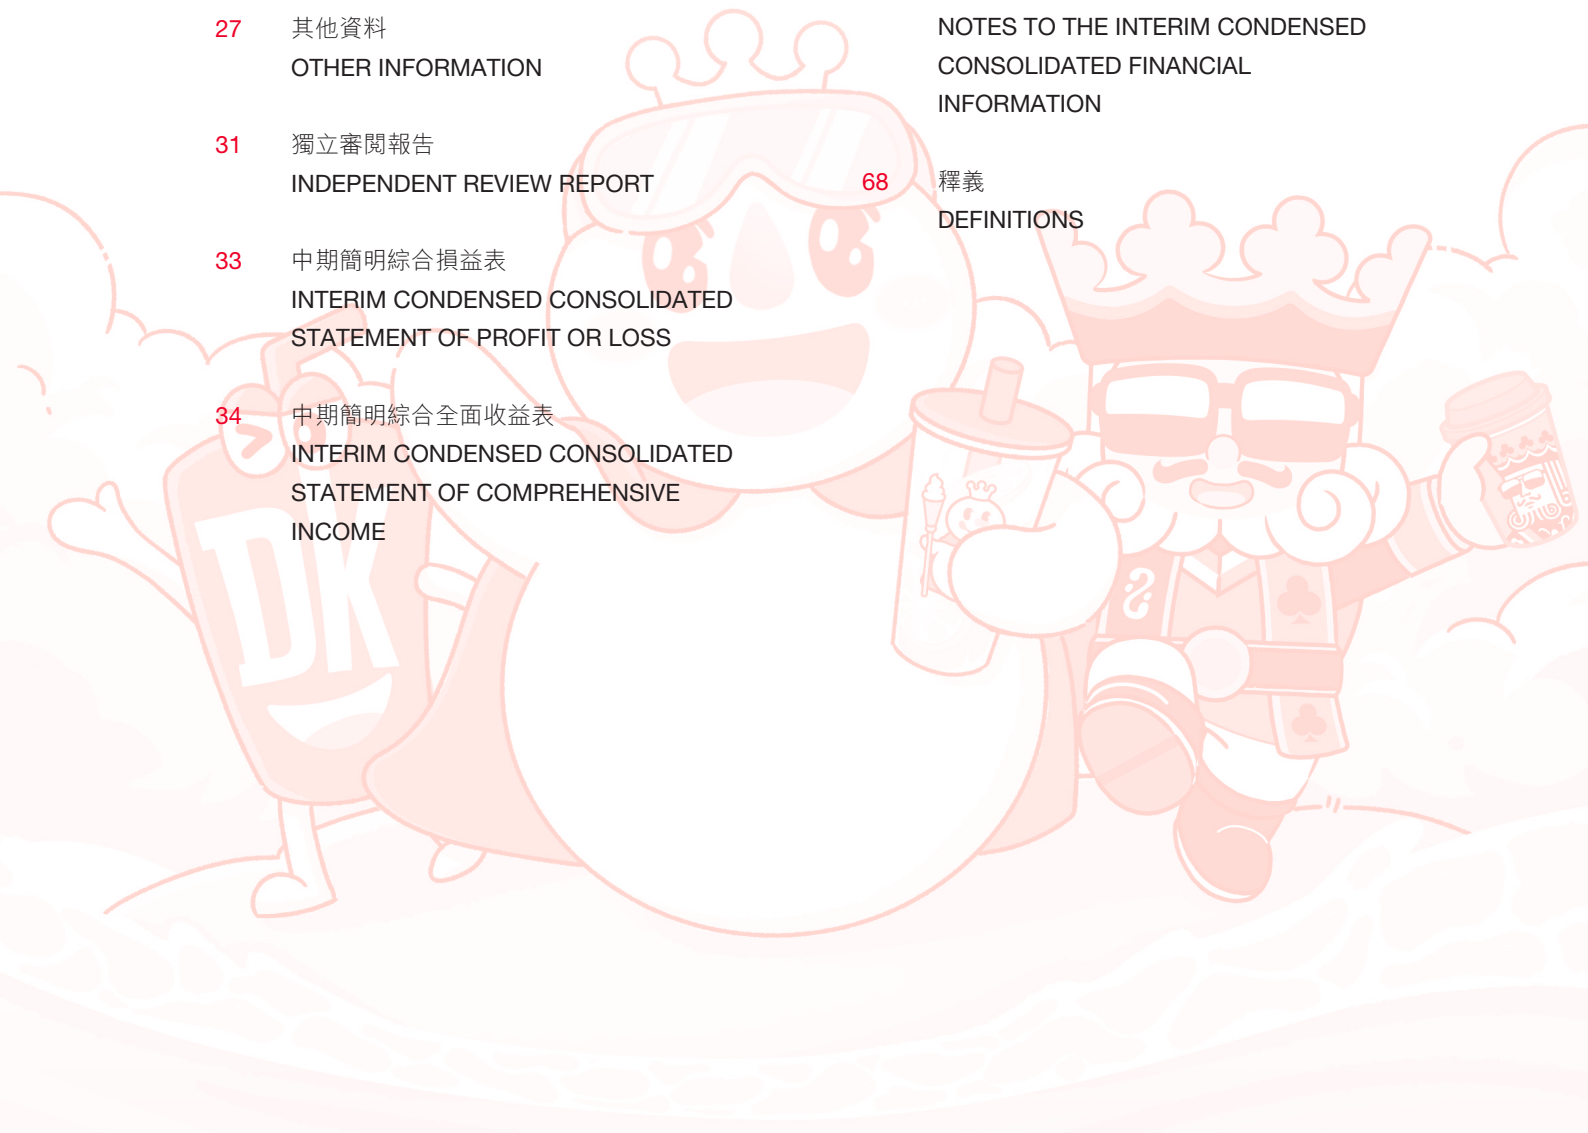 27 其他資料
OTHER INFORMATION
31 獨立審閱報告
INDEPENDENT REVIEW REPORT
33 中期簡明綜合損益表
INTERIM CONDENSED CONSOLIDATED
STATEMENT OF PROFIT OR LOSS
34 中期簡明綜合全面收益表
INTERIM CONDENSED CONSOLIDATED
STATEMENT OF COMPREHENSIVE
INCOME
NOTES TO THE INTERIM CONDENSED
CONSOLIDATED FINANCIAL
INFORMATION
68 釋義
DEFINITIONS
DK